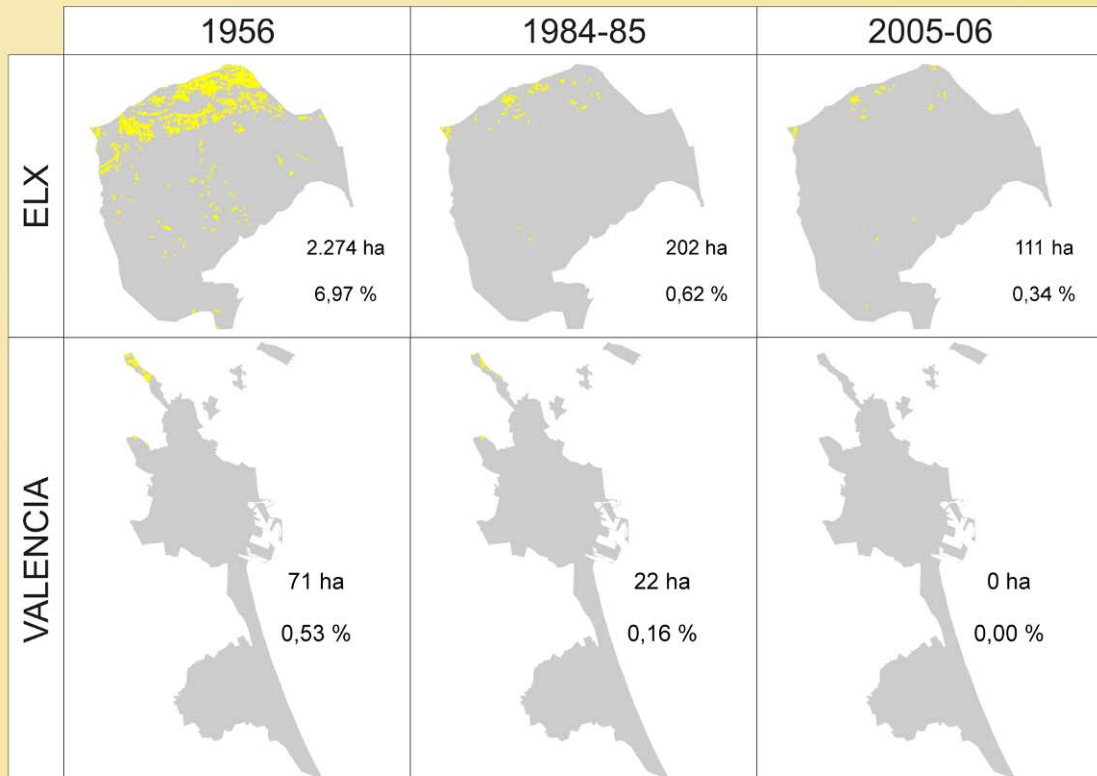 1956
1984-85
2005-06
ELX
2.274 ha
6,97 %
202 ha
0,62 %
111 ha
0,34 %
VALENCIA
71 ha
0,53 %
22 ha
0,16 %
0 ha
0,00 %